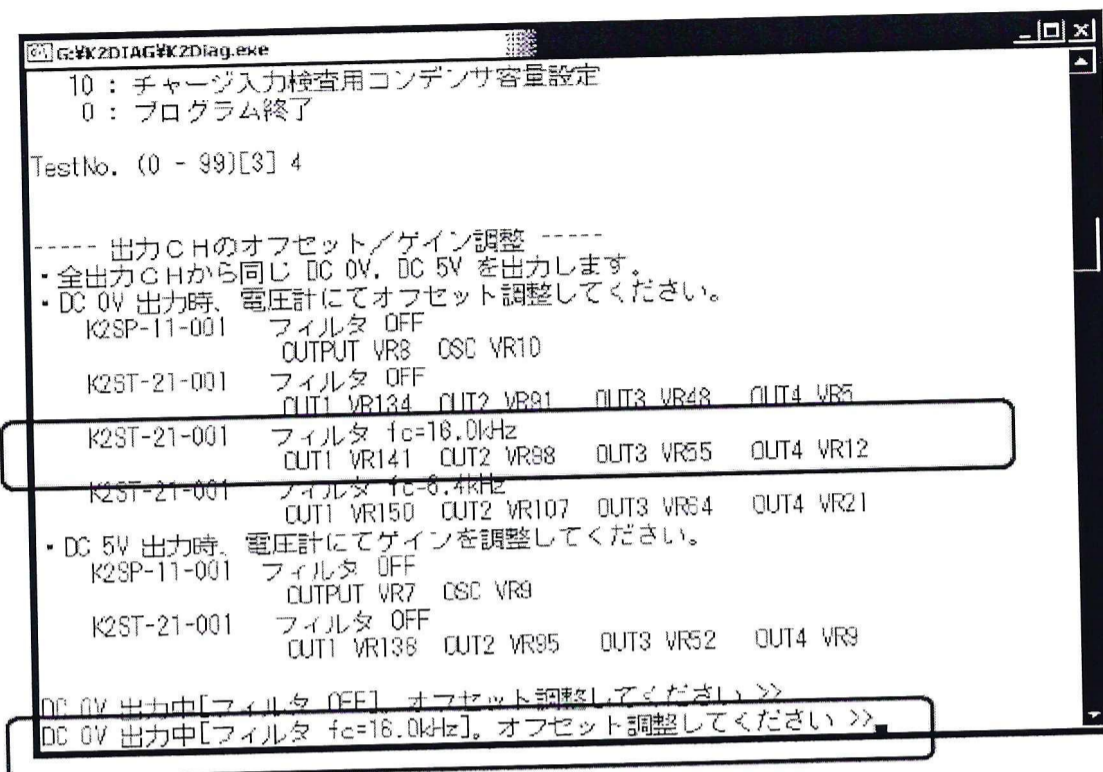 G:¥K2DIAG¥K2Diag.exe
10 : チャージ入力検査用コンデンサ容量設定
0 : プログラム終了
TestNo. (0 - 99)[3] 4
----- 出力ＣＨのオフセット／ゲイン調整 -----
・全出力ＣＨから同じ DC 0V, DC 5V を出力します。
・DC 0V 出力時、電圧計にてオフセット調整してください。
K2SP-11-001 フィルタ OFF
OUTPUT VR8 OSC VR10
K2ST-21-001 フィルタ OFF
OUT1 VR134 OUT2 VR91 OUT3 VR48 OUT4 VR5
K2ST-21-001 フィルタ fc=16.0kHz
OUT1 VR141 OUT2 VR98 OUT3 VR55 OUT4 VR12
K2ST-21-001 フィルタ fc=6.4kHz
OUT1 VR150 OUT2 VR107 OUT3 VR64 OUT4 VR21
・DC 5V 出力時、電圧計にてゲインを調整してください。
K2SP-11-001 フィルタ OFF
OUTPUT VR7 OSC VR9
K2ST-21-001 フィルタ OFF
OUT1 VR138 OUT2 VR95 OUT3 VR52 OUT4 VR9
DC 0V 出力中[フィルタ OFF]。オフセット調整してください >>
DC 0V 出力中[フィルタ fc=16.0kHz]。オフセット調整してください >>